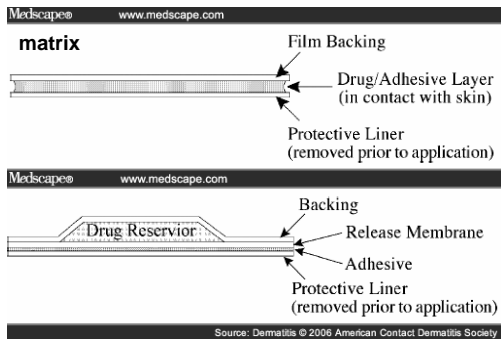 Medscape® www.medscape.com
matrix
Film Backing
Drug/Adhesive Layer
(in contact with skin)
Protective Liner
(removed prior to application)
Medscape® www.medscape.com
Backing
Drug Reservior
Release Membrane
Adhesive
Protective Liner
(removed prior to application)
Source: Dermatitis © 2006 American Contact Dermatitis Society